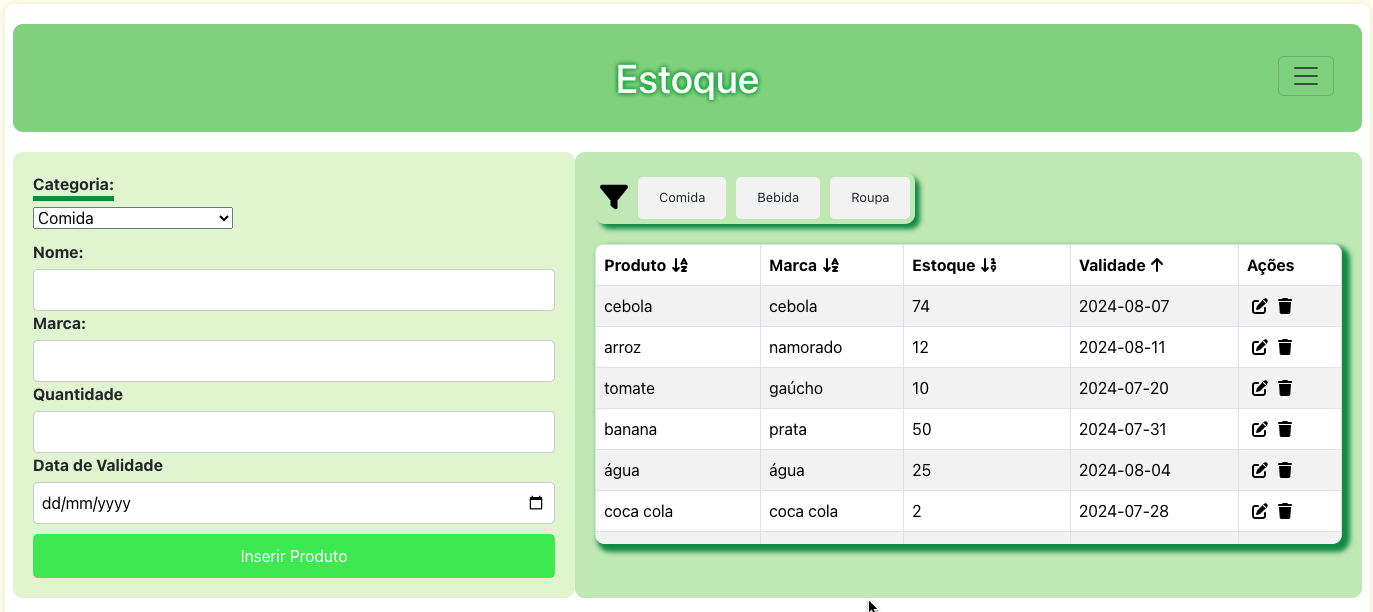 Estoque
Categoria:
Comida
Nome:
Marca:
Quantidade
Data de Validade
dd/mm/yyyy
Inserir Produto
Comida Bebida Roupa
Produto Marca Estoque Validade Ações
cebola cebola 74 2024-08-07
arroz namorado 12 2024-08-11
tomate gaúcho 10 2024-07-20
banana prata 50 2024-07-31
água água 25 2024-08-04
coca cola coca cola 2 2024-07-28